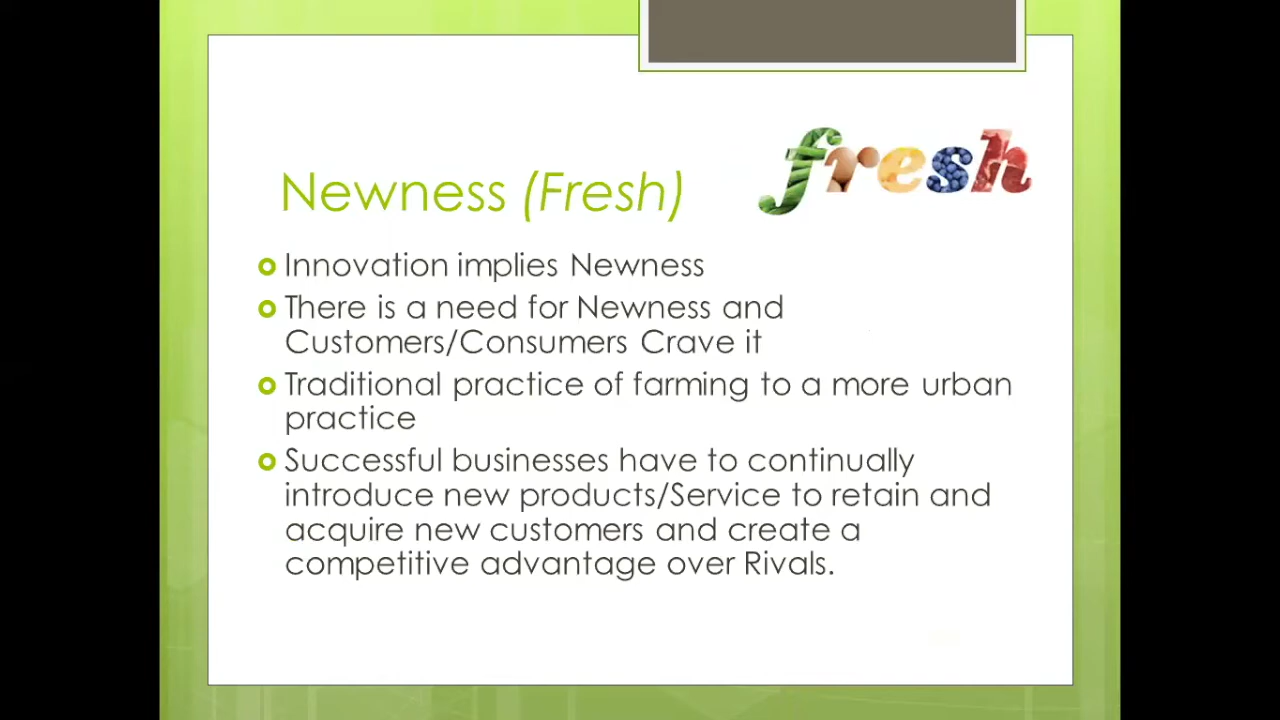 fresh
Newness (Fresh)
Innovation implies Newness
There is a need for Newness and
Customers/Consumers Crave it
Traditional practice of farming to a more urban
practice
Successful businesses have to continually
introduce new products/Service to retain and
acquire new customers and create a
competitive advantage over Rivals.